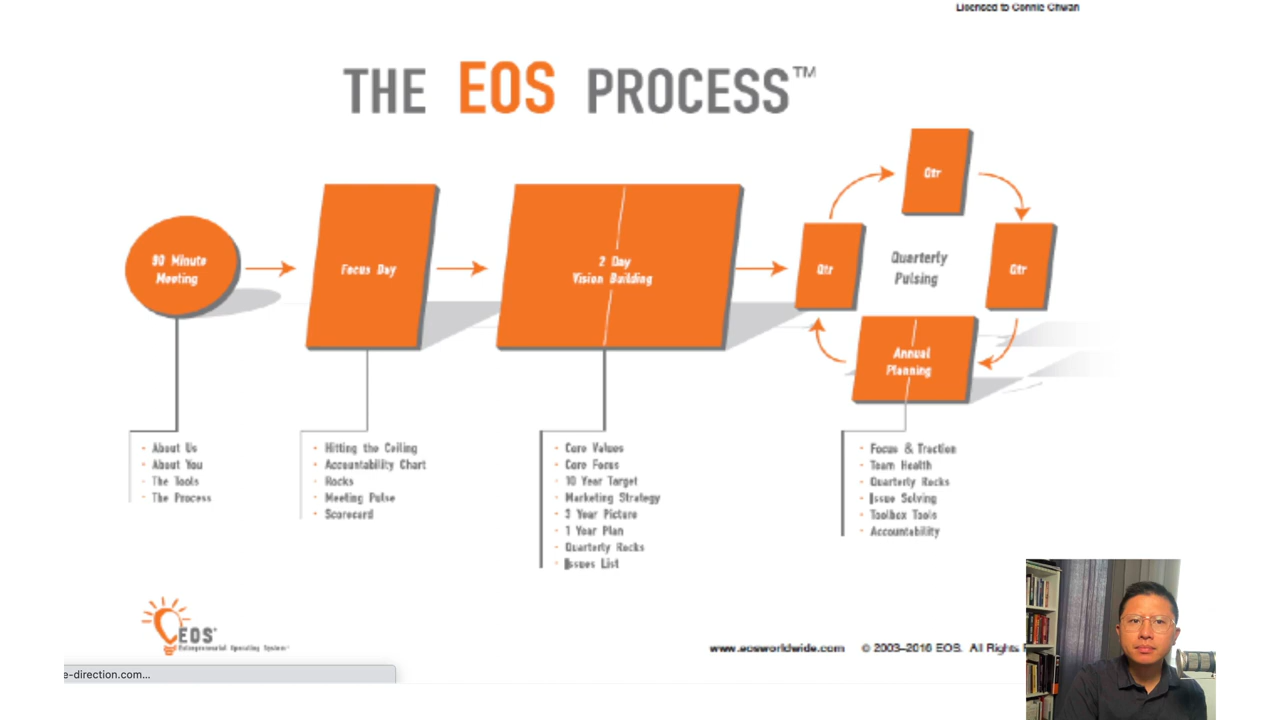 Licensed to Connie Chwan
THE EOS PROCESS™
90 Minute
Meeting
Focus Day
2 Day
Vision Building
Qtr
Qtr
Qtr
Quarterly
Pulsing
Annual
Planning
· About Us
· About You
· The Tools
· The Process
· Hitting the Ceiling
· Accountability Chart
· Rocks
· Meeting Pulse
· Scorecard
· Core Values
· Core Focus
· 10 Year Target
· Marketing Strategy
· 3 Year Picture
· 1 Year Plan
· Quarterly Rocks
· Issues List
· Focus & Traction
· Team Health
· Quarterly Rocks
· Issue Solving
· Toolbox Tools
· Accountability
EOS®
Entrepreneurial Operating System®
www.eosworldwide.com © 2003–2016 EOS. All Rights
e-direction.com...